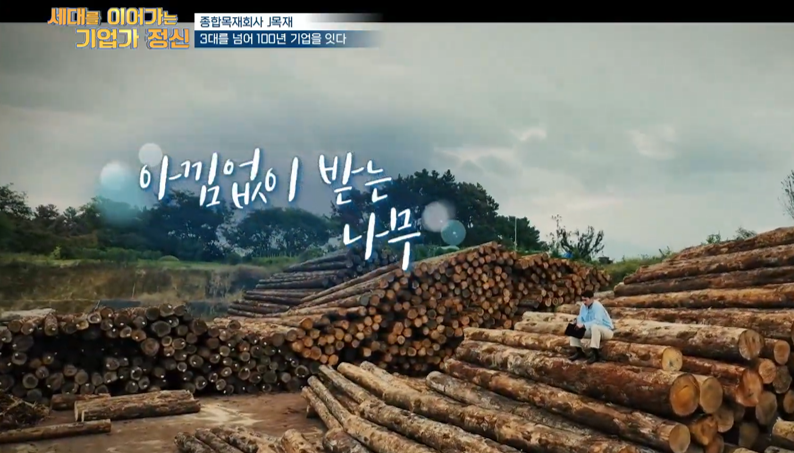 세대를 이어가는
기업가 정신
종합목재회사 J목재
3대를 넘어 100년 기업을 잇다
아낌없이 받는
나무